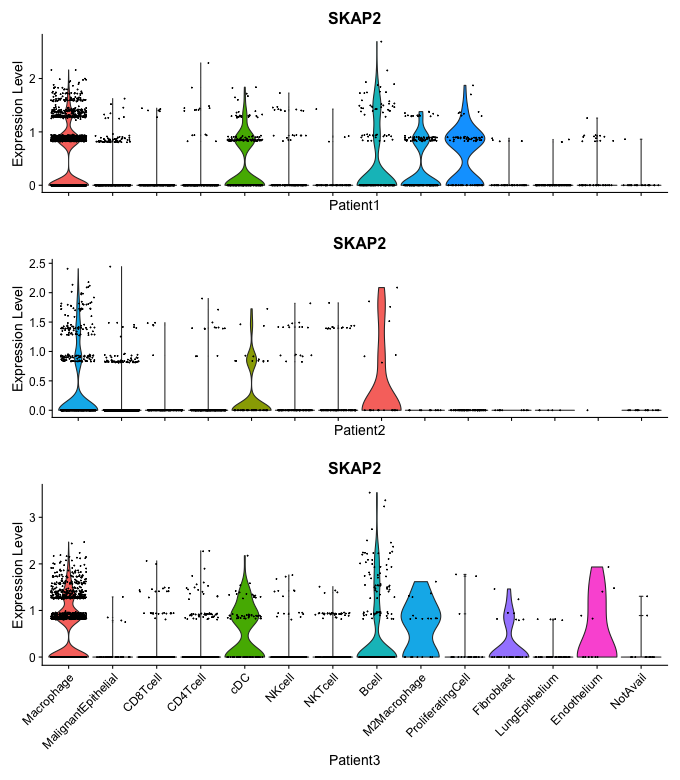 SKAP2
Expression Level
2
1
0
Patient1
SKAP2
Expression Level
2.5
2.0
1.5
1.0
0.5
0.0
Patient2
SKAP2
Expression Level
3
2
1
0
Macrophage
MalignantEpithelial
CD8Tcell
CD4Tcell
cDC
NKcell
NKTcell
Bcell
M2Macrophage
ProliferatingCell
Fibroblast
LungEpithelium
Endothelium
NotAvail
Patient3